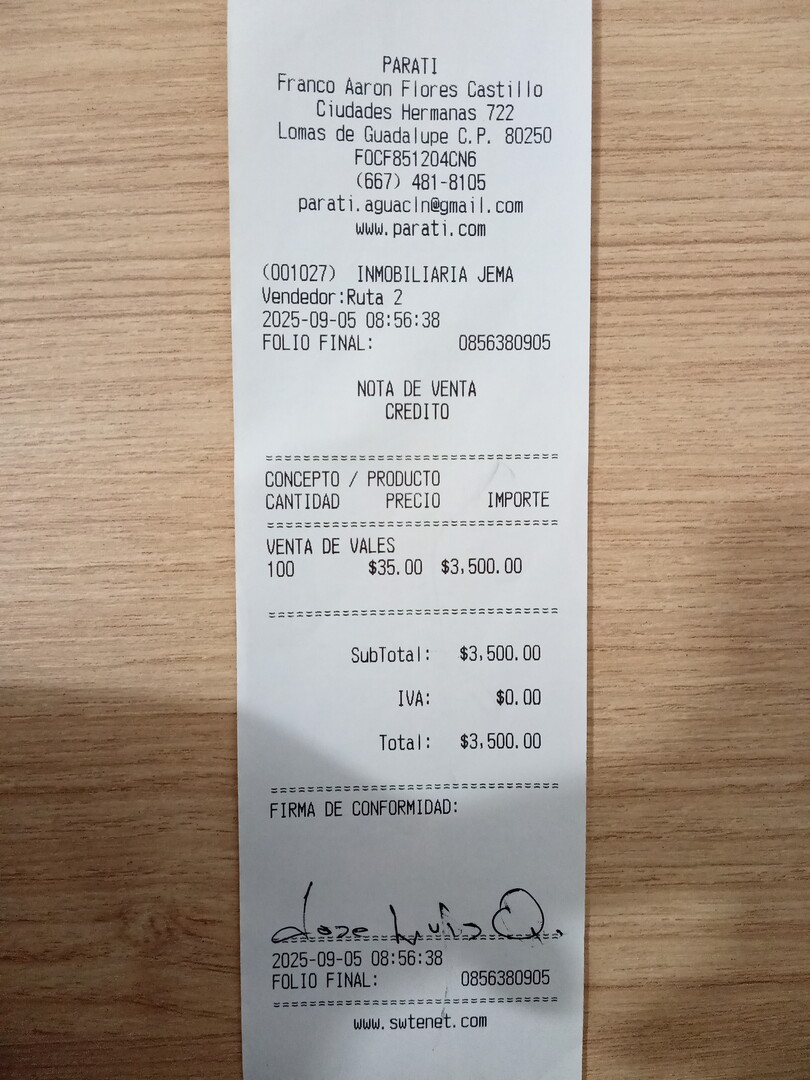 PARATI
Franco Aaron Flores Castillo
Ciudades Hermanas 722
Lomas de Guadalupe C.P. 80250
FOCF851204CN6
(667) 481-8105
parati.aguacln@gmail.com
www.parati.com
(001027) INMOBILIARIA JEMA
Vendedor:Ruta 2
2025-09-05 08:56:38
FOLIO FINAL: 0856380905
NOTA DE VENTA
CREDITO
CONCEPTO / PRODUCTO
CANTIDAD PRECIO IMPORTE
VENTA DE VALES
100 $35.00 $3,500.00
SubTotal: $3,500.00
IVA: $0.00
Total: $3,500.00
FIRMA DE CONFORMIDAD:
Jose Luis Q.
2025-09-05 08:56:38
FOLIO FINAL: 0856380905
www.swtenet.com